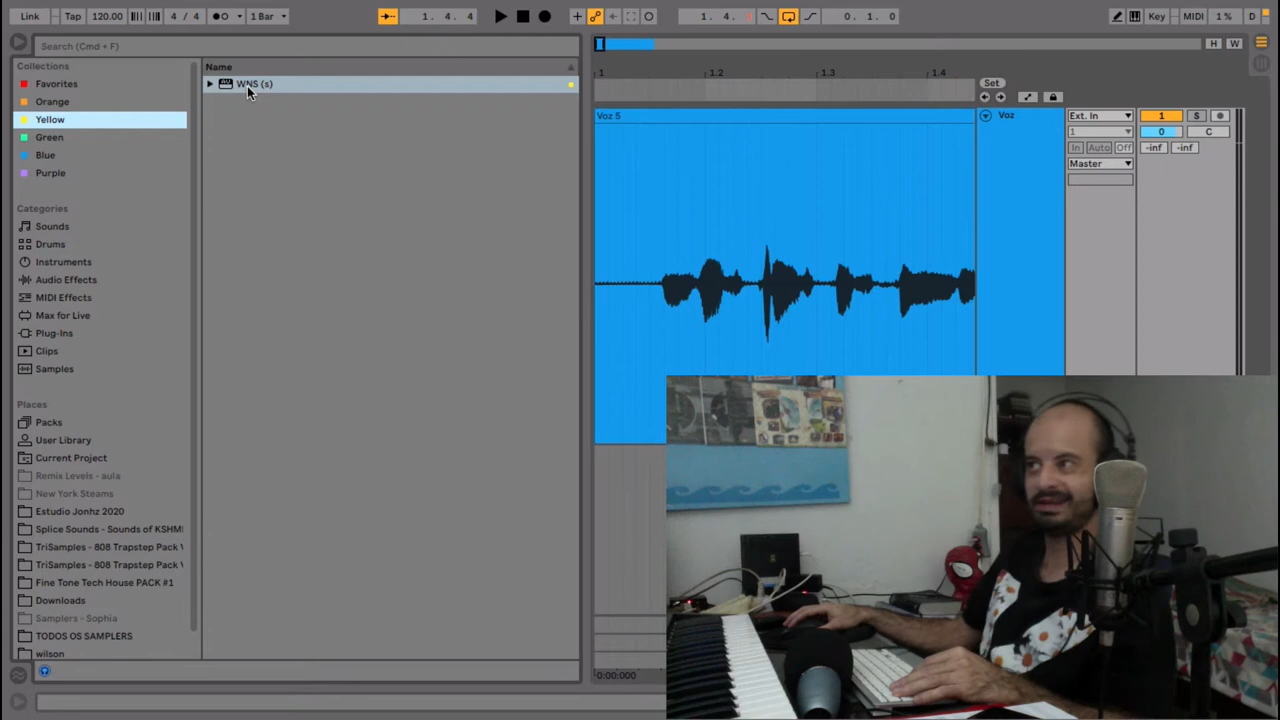 Link Tap 120.00 4 / 4 1 Bar 1. 4. 4 1. 4. 0. 1. 0 Key MIDI 1 % D
Search (Cmd + F)
H W
Collections
Favorites
Orange
Yellow
Green
Blue
Purple
Categories
Sounds
Drums
Instruments
Audio Effects
MIDI Effects
Max for Live
Plug-Ins
Clips
Samples
Places
Packs
User Library
Current Project
Remix Levels - aula
New York Steams
Estudio Jonhz 2020
Splice Sounds - Sounds of KSHMI
TriSamples - 808 Trapstep Pack
TriSamples - 808 Trapstep Pack
Fine Tone Tech House PACK #1
Downloads
Samplers - Sophia
TODOS OS SAMPLERS
wilson
Name
WNS (s)
1 1.2 1.3 1.4
Set
Voz 5
Voz
Ext. In
1
In Auto Off
Master
1 S
0 C
-inf -inf
0:00:000